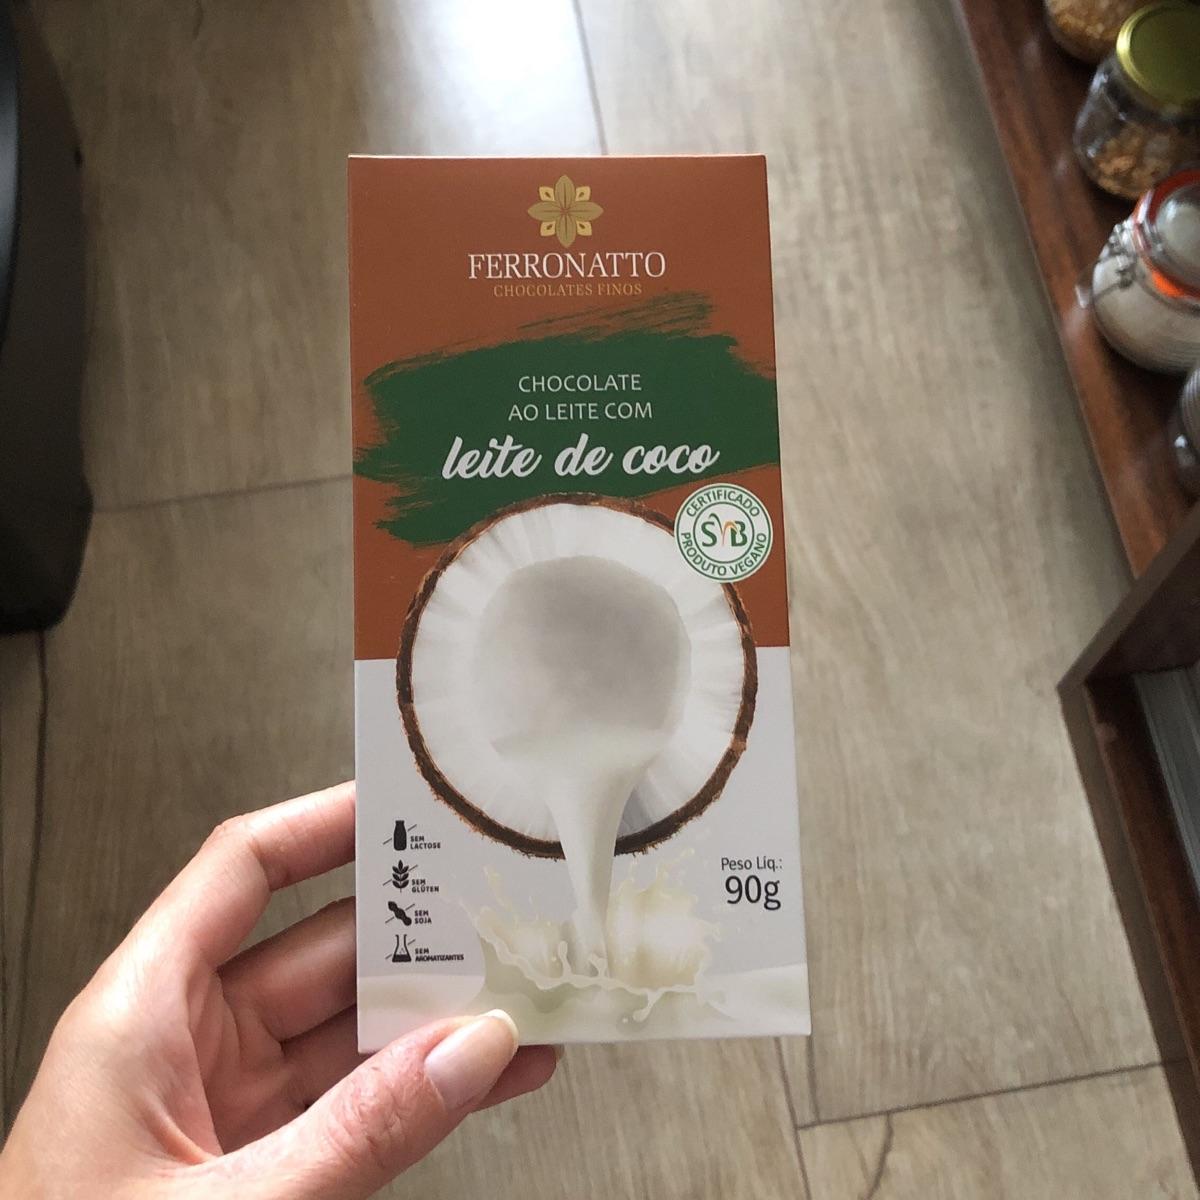 FERRONATTO
CHOCOLATES FINOS
CHOCOLATE
AO LEITE COM
leite de coco
CERTIFICADO
SVB
PRODUTO VEGANO
SEM
LACTOSE
SEM
GLÚTEN
SEM
SOJA
SEM
AROMATIZANTES
Peso Líq.:
90g